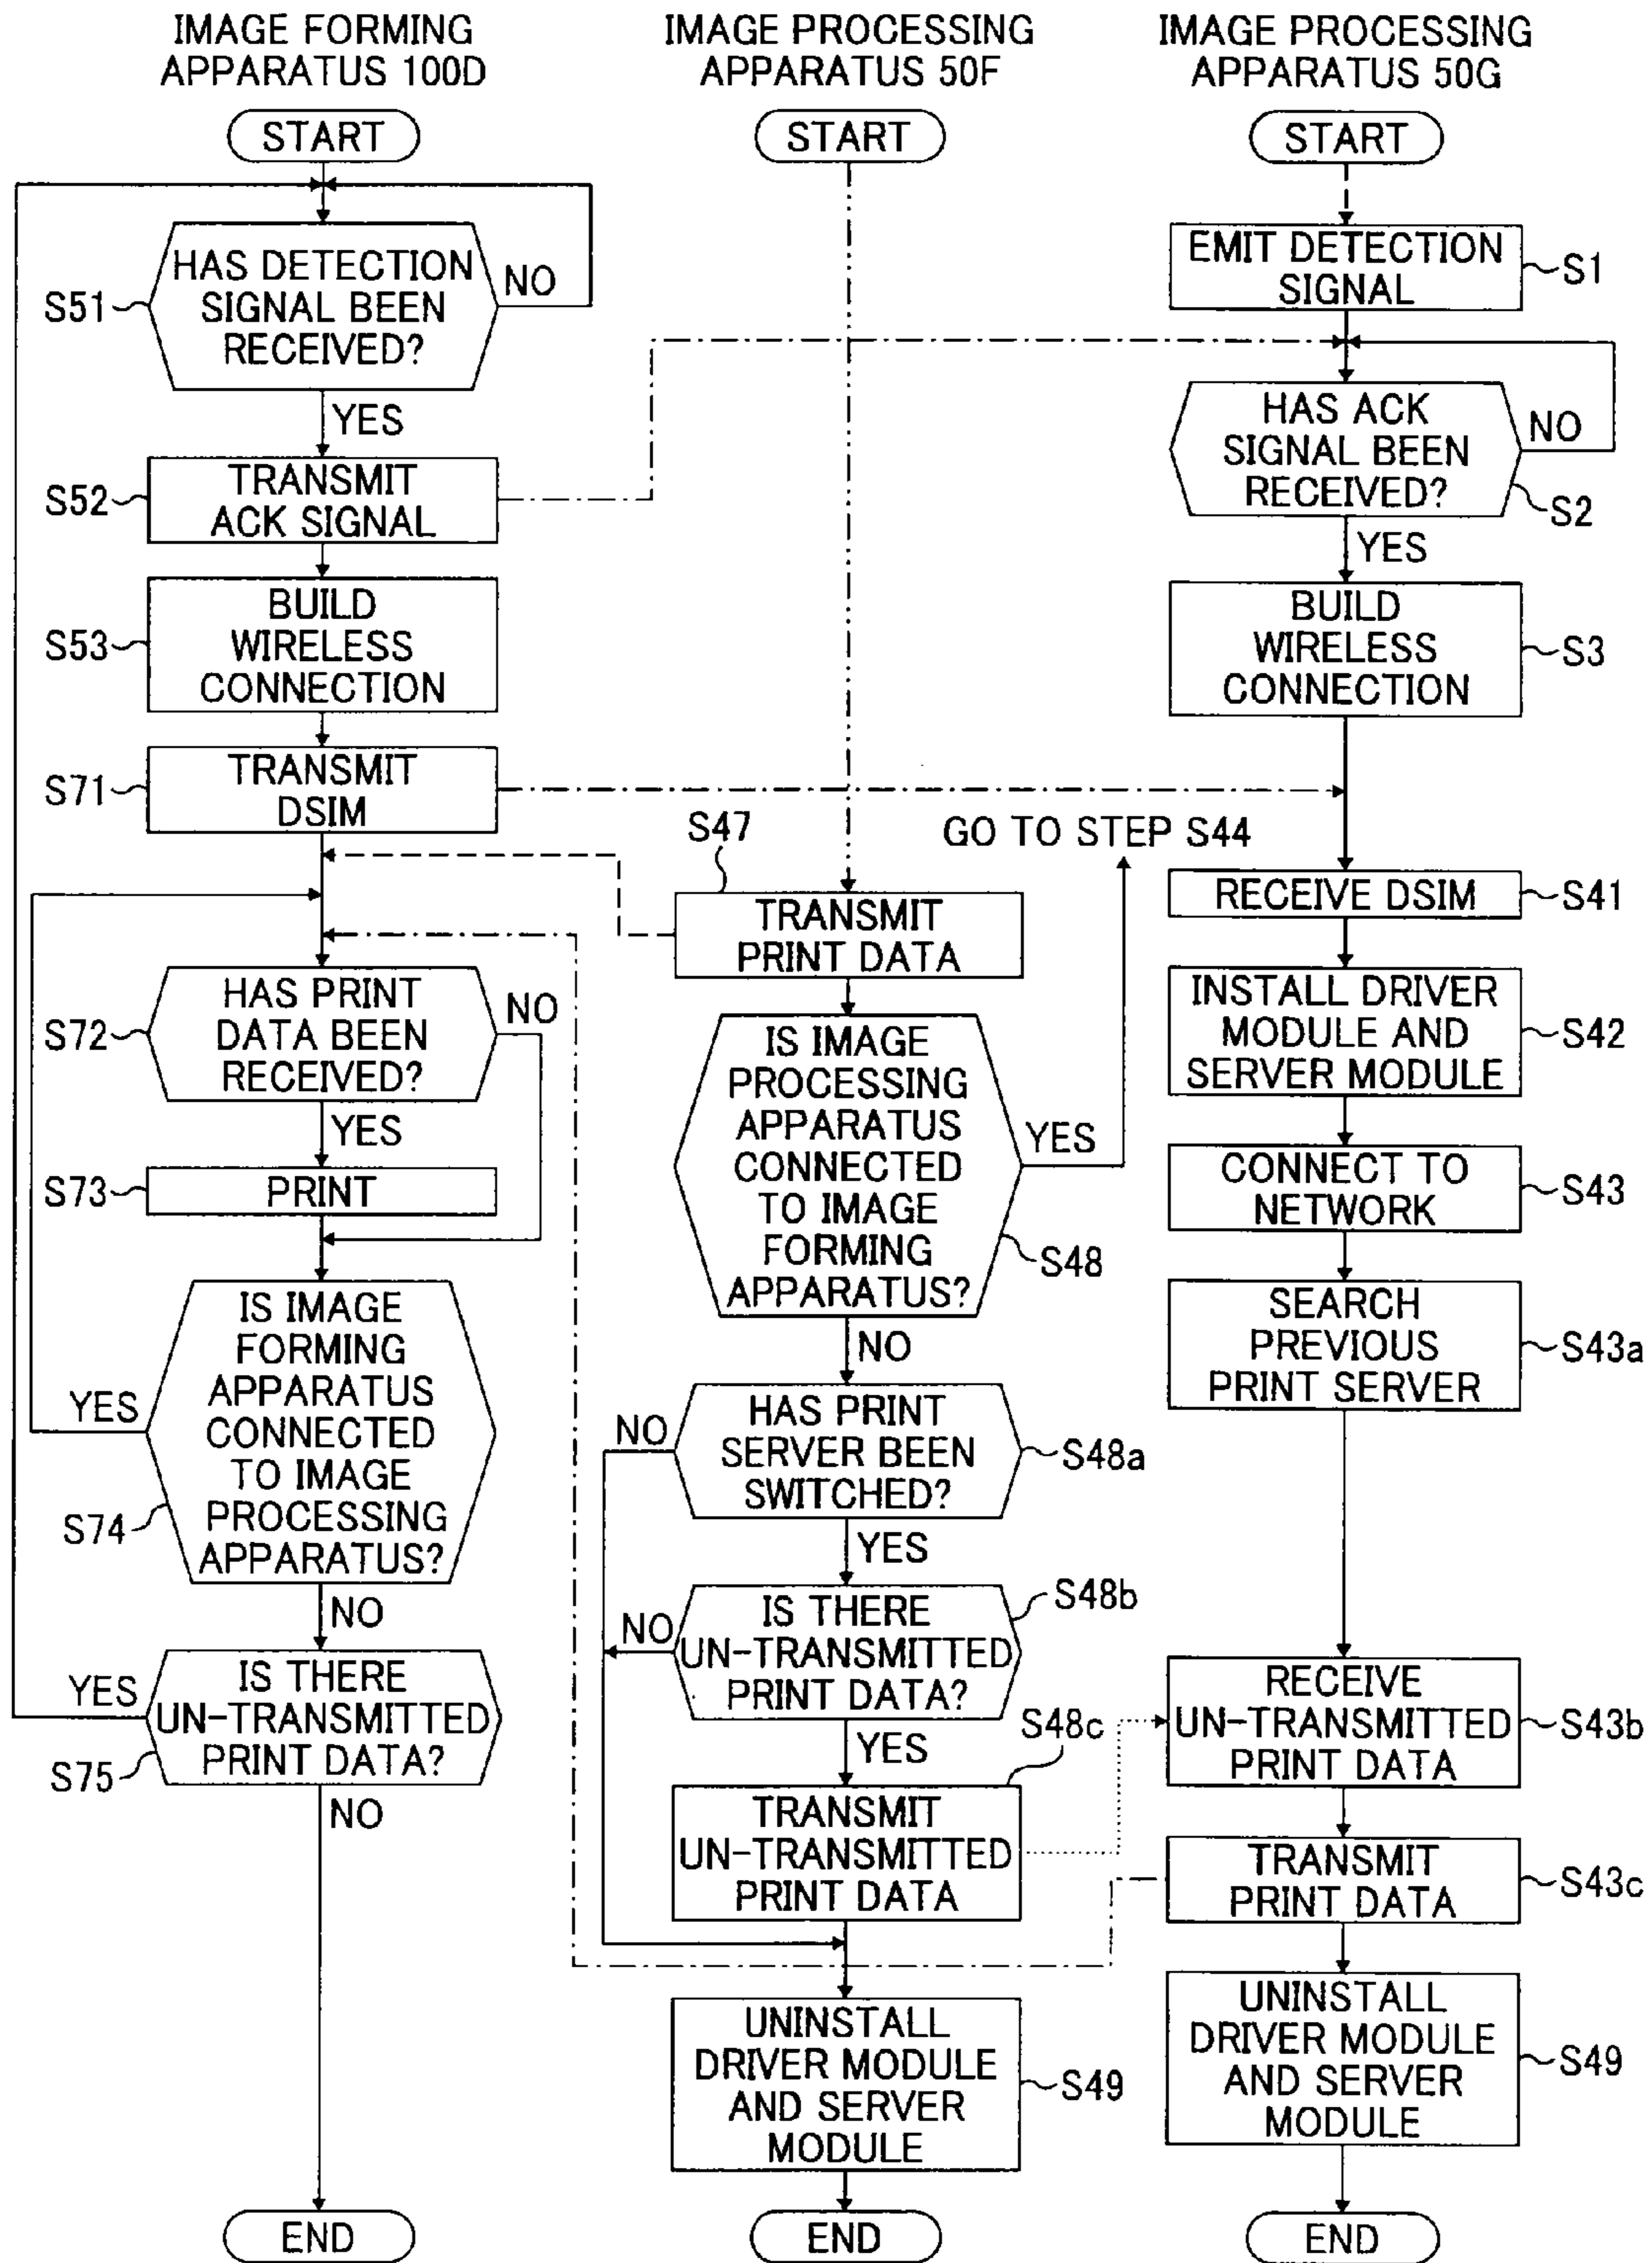 IMAGE FORMING
APPARATUS 100D
START
HAS DETECTION
SIGNAL BEEN
RECEIVED?
S51
NO
YES
TRANSMIT
ACK SIGNAL
S52
BUILD
WIRELESS
CONNECTION
S53
TRANSMIT
DSIM
S71
HAS PRINT
DATA BEEN
RECEIVED?
S72
NO
YES
PRINT
S73
IS IMAGE
FORMING
APPARATUS
CONNECTED
TO IMAGE
PROCESSING
APPARATUS?
S74
YES
NO
IS THERE
UN-TRANSMITTED
PRINT DATA?
S75
YES
NO
END
IMAGE PROCESSING
APPARATUS 50F
START
S47
TRANSMIT
PRINT DATA
IS IMAGE
PROCESSING
APPARATUS
CONNECTED
TO IMAGE
FORMING
APPARATUS?
S48
YES
GO TO STEP S44
NO
HAS PRINT
SERVER BEEN
SWITCHED?
S48a
NO
YES
IS THERE
UN-TRANSMITTED
PRINT DATA?
S48b
NO
YES
S48c
TRANSMIT
UN-TRANSMITTED
PRINT DATA
UNINSTALL
DRIVER MODULE
AND SERVER
MODULE
S49
END
IMAGE PROCESSING
APPARATUS 50G
START
EMIT DETECTION
SIGNAL
S1
HAS ACK
SIGNAL BEEN
RECEIVED?
S2
NO
YES
BUILD
WIRELESS
CONNECTION
S3
RECEIVE DSIM
S41
INSTALL DRIVER
MODULE AND
SERVER MODULE
S42
CONNECT TO
NETWORK
S43
SEARCH
PREVIOUS
PRINT SERVER
S43a
RECEIVE
UN-TRANSMITTED
PRINT DATA
S43b
TRANSMIT
PRINT DATA
S43c
UNINSTALL
DRIVER MODULE
AND SERVER
MODULE
S49
END